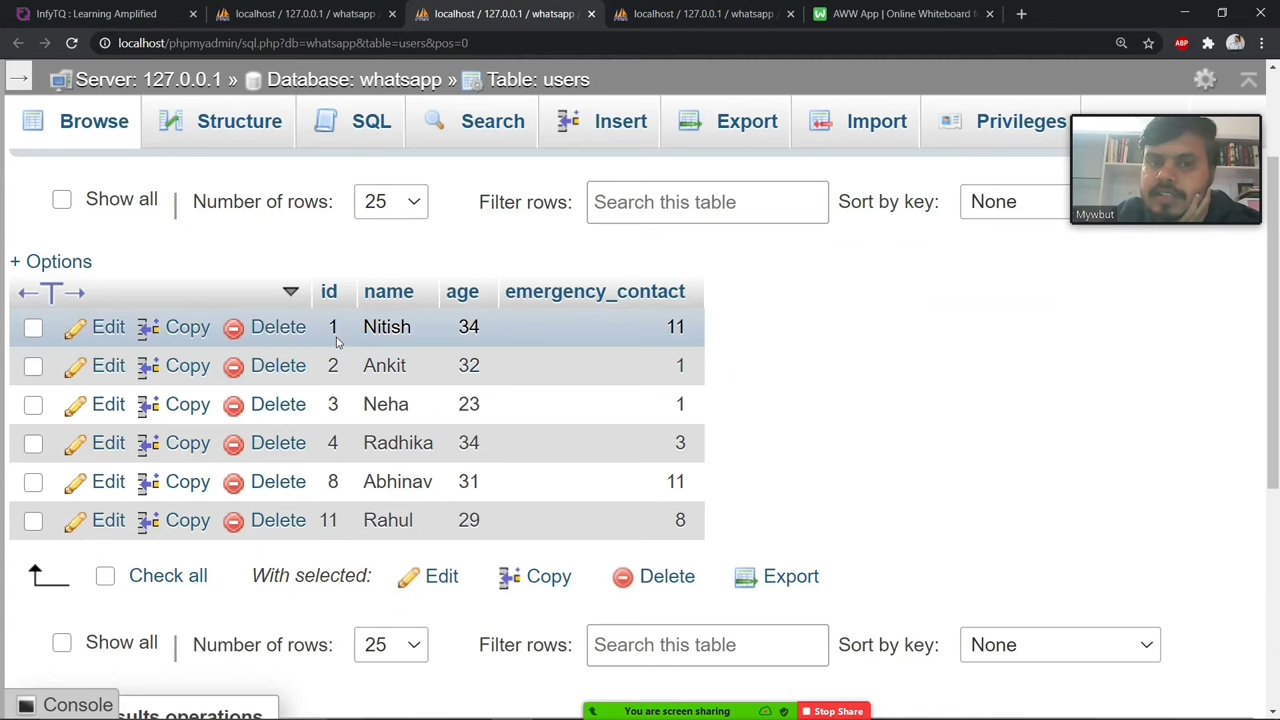 InfyTQ | Learning Amplified
localhost / 127.0.0.1 / whatsapp /
localhost / 127.0.0.1 / whatsapp /
localhost / 127.0.0.1 / whatsapp /
AWW App | Online Whiteboard f
localhost/phpmyadmin/sql.php?db=whatsapp&table=users&pos=0
ABP
Server: 127.0.0.1 » Database: whatsapp » Table: users
Browse Structure SQL Search Insert Export Import Privileges
Mywbut
Show all Number of rows: 25 Filter rows: Search this table Sort by key: None
+ Options
←T→ id name age emergency_contact
Edit Copy Delete 1 Nitish 34 11
Edit Copy Delete 2 Ankit 32 1
Edit Copy Delete 3 Neha 23 1
Edit Copy Delete 4 Radhika 34 3
Edit Copy Delete 8 Abhinav 31 11
Edit Copy Delete 11 Rahul 29 8
Check all With selected: Edit Copy Delete Export
Show all Number of rows: 25 Filter rows: Search this table Sort by key: None
Console
operations
You are screen sharing Stop Share